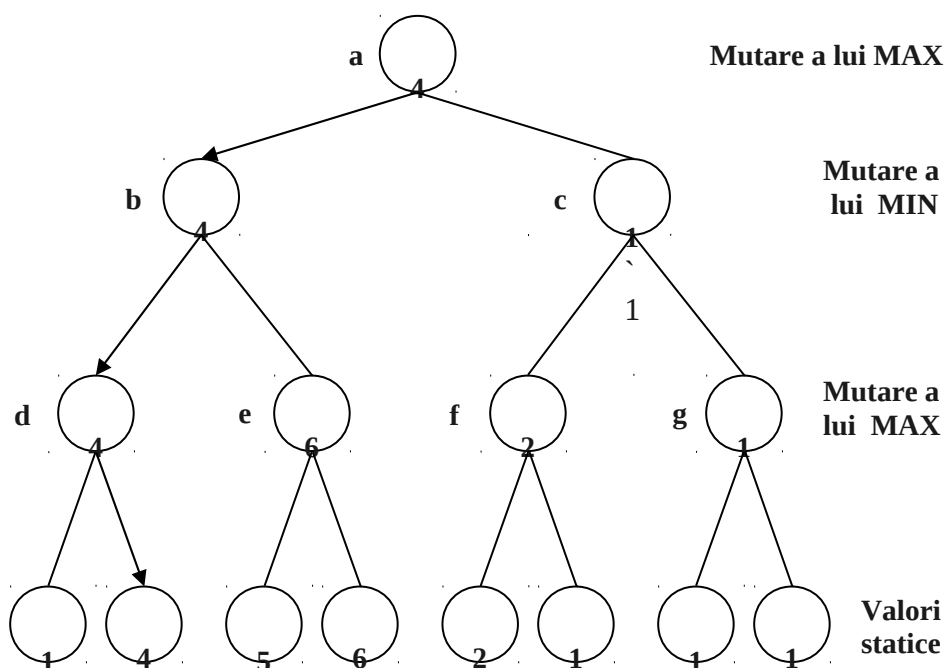 a
4
Mutare a lui MAX
b
4
c
1
`
1
Mutare a
lui MIN
d
4
e
6
f
2
g
1
Mutare a
lui MAX
1
4
5
6
2
1
1
1
Valori
statice